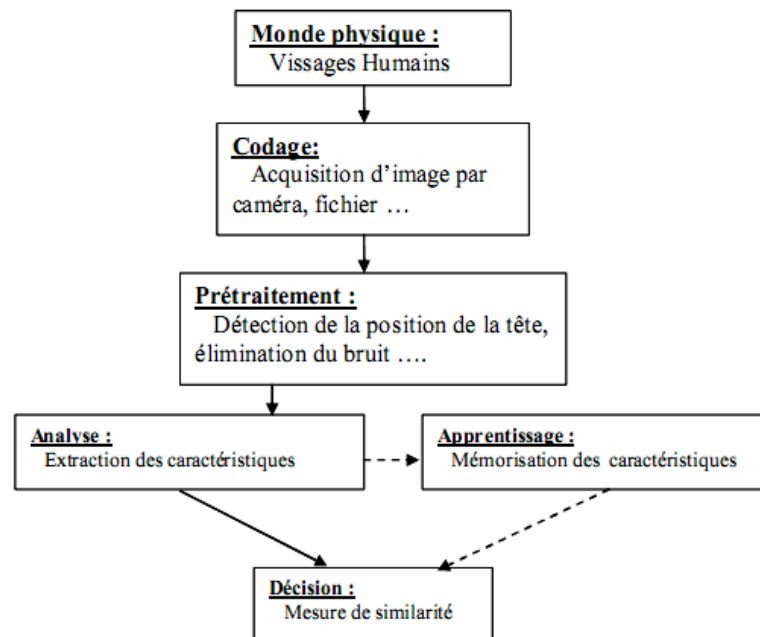 Monde physique :
Vissages Humains
Codage:
Acquisition d'image par
caméra, fichier …
Prétraitement :
Détection de la position de la tête,
élimination du bruit ….
Analyse :
Extraction des caractéristiques
Apprentissage :
Mémorisation des caractéristiques
Décision :
Mesure de similarité